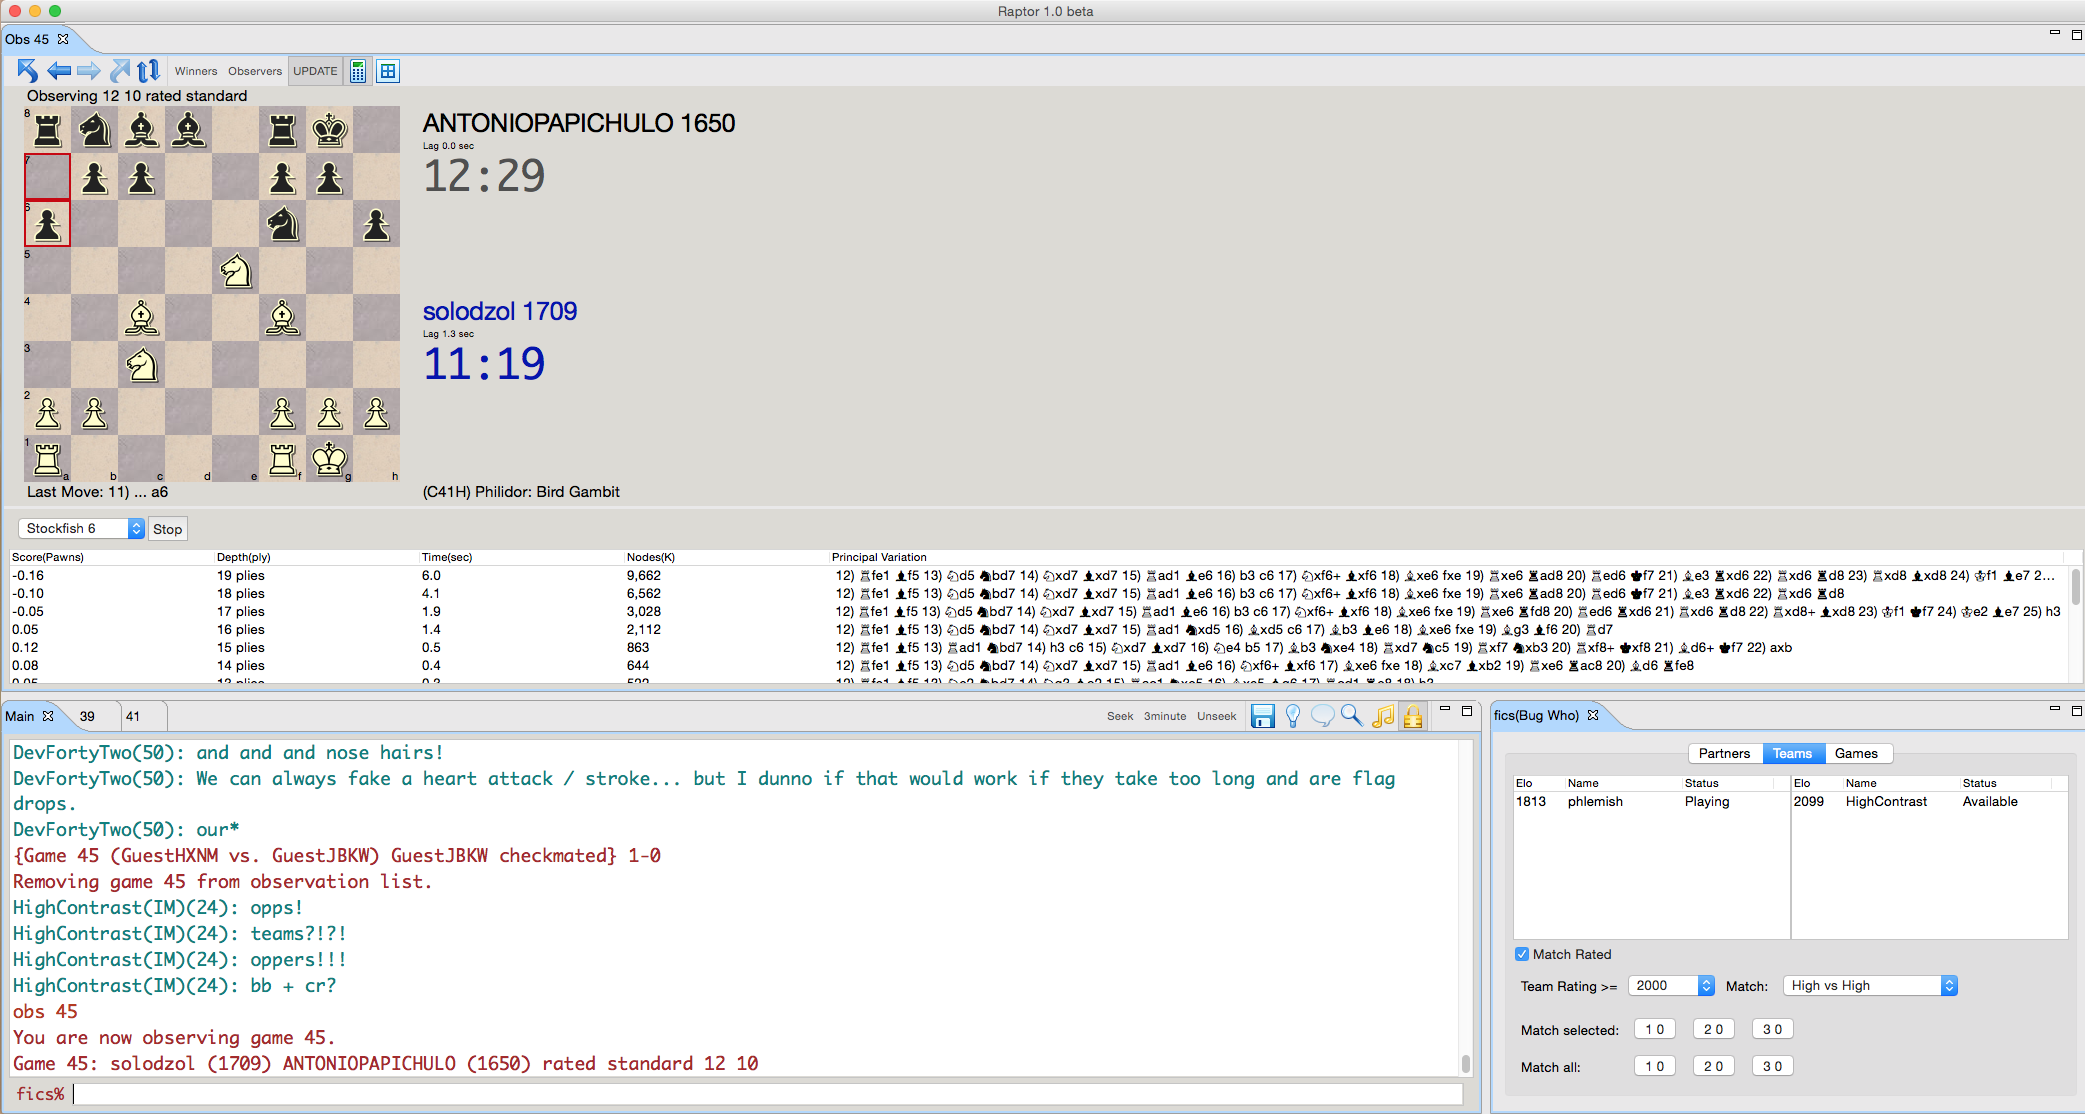 Raptor 1.0 beta
Obs 45
Winners Observers UPDATE
Observing 12 10 rated standard
8
7
6
5
4
3
2
1
a b c d e f g h
ANTONIOPAPICHULO 1650
Lag 0.0 sec
12:29
solodzol 1709
Lag 1.3 sec
11:19
Last Move: 11) ... a6
(C41H) Philidor: Bird Gambit
Stockfish 6 Stop
Score(Pawns) Depth(ply) Time(sec) Nodes(K) Principal Variation
-0.16 19 plies 6.0 9,662 12) ♖fe1 ♝f5 13) ♘d5 ♞bd7 14) ♘xd7 ♝xd7 15) ♖ad1 ♝e6 16) b3 c6 17) ♘xf6+ ♝xf6 18) ♗xe6 fxe 19) ♖xe6 ♜ad8 20) ♖ed6 ♚f7 21) ♗e3 ♜xd6 22) ♖xd6 ♜d8 23) ♖xd8 ♝xd8 24) ♔f1 ♝e7 2...
-0.10 18 plies 4.1 6,562 12) ♖fe1 ♝f5 13) ♘d5 ♞bd7 14) ♘xd7 ♝xd7 15) ♖ad1 ♝e6 16) b3 c6 17) ♘xf6+ ♝xf6 18) ♗xe6 fxe 19) ♖xe6 ♜ad8 20) ♖ed6 ♚f7 21) ♗e3 ♜xd6 22) ♖xd6 ♜d8
-0.05 17 plies 1.9 3,028 12) ♖fe1 ♝f5 13) ♘d5 ♞bd7 14) ♘xd7 ♝xd7 15) ♖ad1 ♝e6 16) b3 c6 17) ♘xf6+ ♝xf6 18) ♗xe6 fxe 19) ♖xe6 ♜fd8 20) ♖ed6 ♜xd6 21) ♖xd6 ♜d8 22) ♖xd8+ ♝xd8 23) ♔f1 ♚f7 24) ♔e2 ♝e7 25) h3
0.05 16 plies 1.4 2,112 12) ♖fe1 ♝f5 13) ♘d5 ♞bd7 14) ♘xd7 ♝xd7 15) ♖ad1 ♞xd5 16) ♗xd5 c6 17) ♗b3 ♝e6 18) ♗xe6 fxe 19) ♗g3 ♝f6 20) ♖d7
0.12 15 plies 0.5 863 12) ♖fe1 ♝f5 13) ♖ad1 ♞bd7 14) h3 c6 15) ♘xd7 ♞xd7 16) ♘e4 b5 17) ♗b3 ♞xe4 18) ♖xd7 ♞c5 19) ♖xf7 ♞xb3 20) ♖xf8+ ♚xf8 21) ♗d6+ ♚f7 22) axb
0.08 14 plies 0.4 644 12) ♖fe1 ♝f5 13) ♘d5 ♞bd7 14) ♘xd7 ♝xd7 15) ♖ad1 ♝e6 16) ♘xf6+ ♝xf6 17) ♗xe6 fxe 18) ♗xc7 ♝xb2 19) ♖xe6 ♜ac8 20) ♗d6 ♜fe8
Main 39 41
Seek 3minute Unseek
DevFortyTwo(50): and and and nose hairs!
DevFortyTwo(50): We can always fake a heart attack / stroke... but I dunno if that would work if they take too long and are flag
drops.
DevFortyTwo(50): our*
{Game 45 (GuestHXNM vs. GuestJBKW) GuestJBKW checkmated} 1-0
Removing game 45 from observation list.
HighContrast(IM)(24): opps!
HighContrast(IM)(24): teams?!?!
HighContrast(IM)(24): oppers!!!
HighContrast(IM)(24): bb + cr?
obs 45
You are now observing game 45.
Game 45: solodzol (1709) ANTONIOPAPICHULO (1650) rated standard 12 10
fics%
fics(Bug Who)
Partners Teams Games
Elo Name Status Elo Name Status
1813 phlemish Playing 2099 HighContrast Available
Match Rated
Team Rating >= 2000 Match: High vs High
Match selected: 1 0 2 0 3 0
Match all: 1 0 2 0 3 0